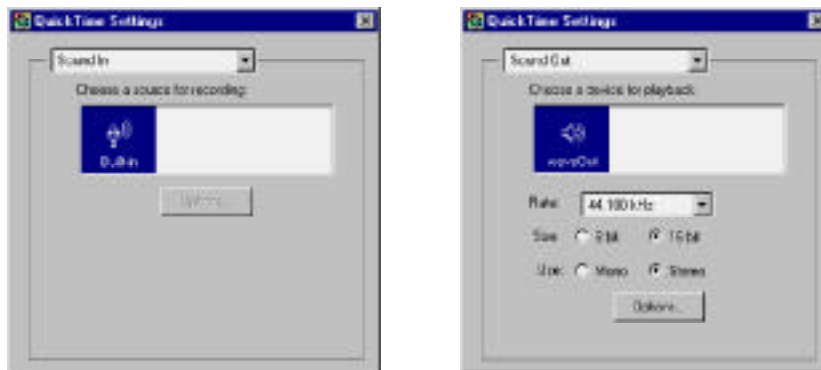 QuickTime Settings
Sound In
Choose a source for recording:
Built-in
Options...
QuickTime Settings
Sound Out
Choose a device for playback:
waveOut
Rate: 44.100 kHz
Size: 8 bit 16 bit
Use: Mono Stereo
Options...